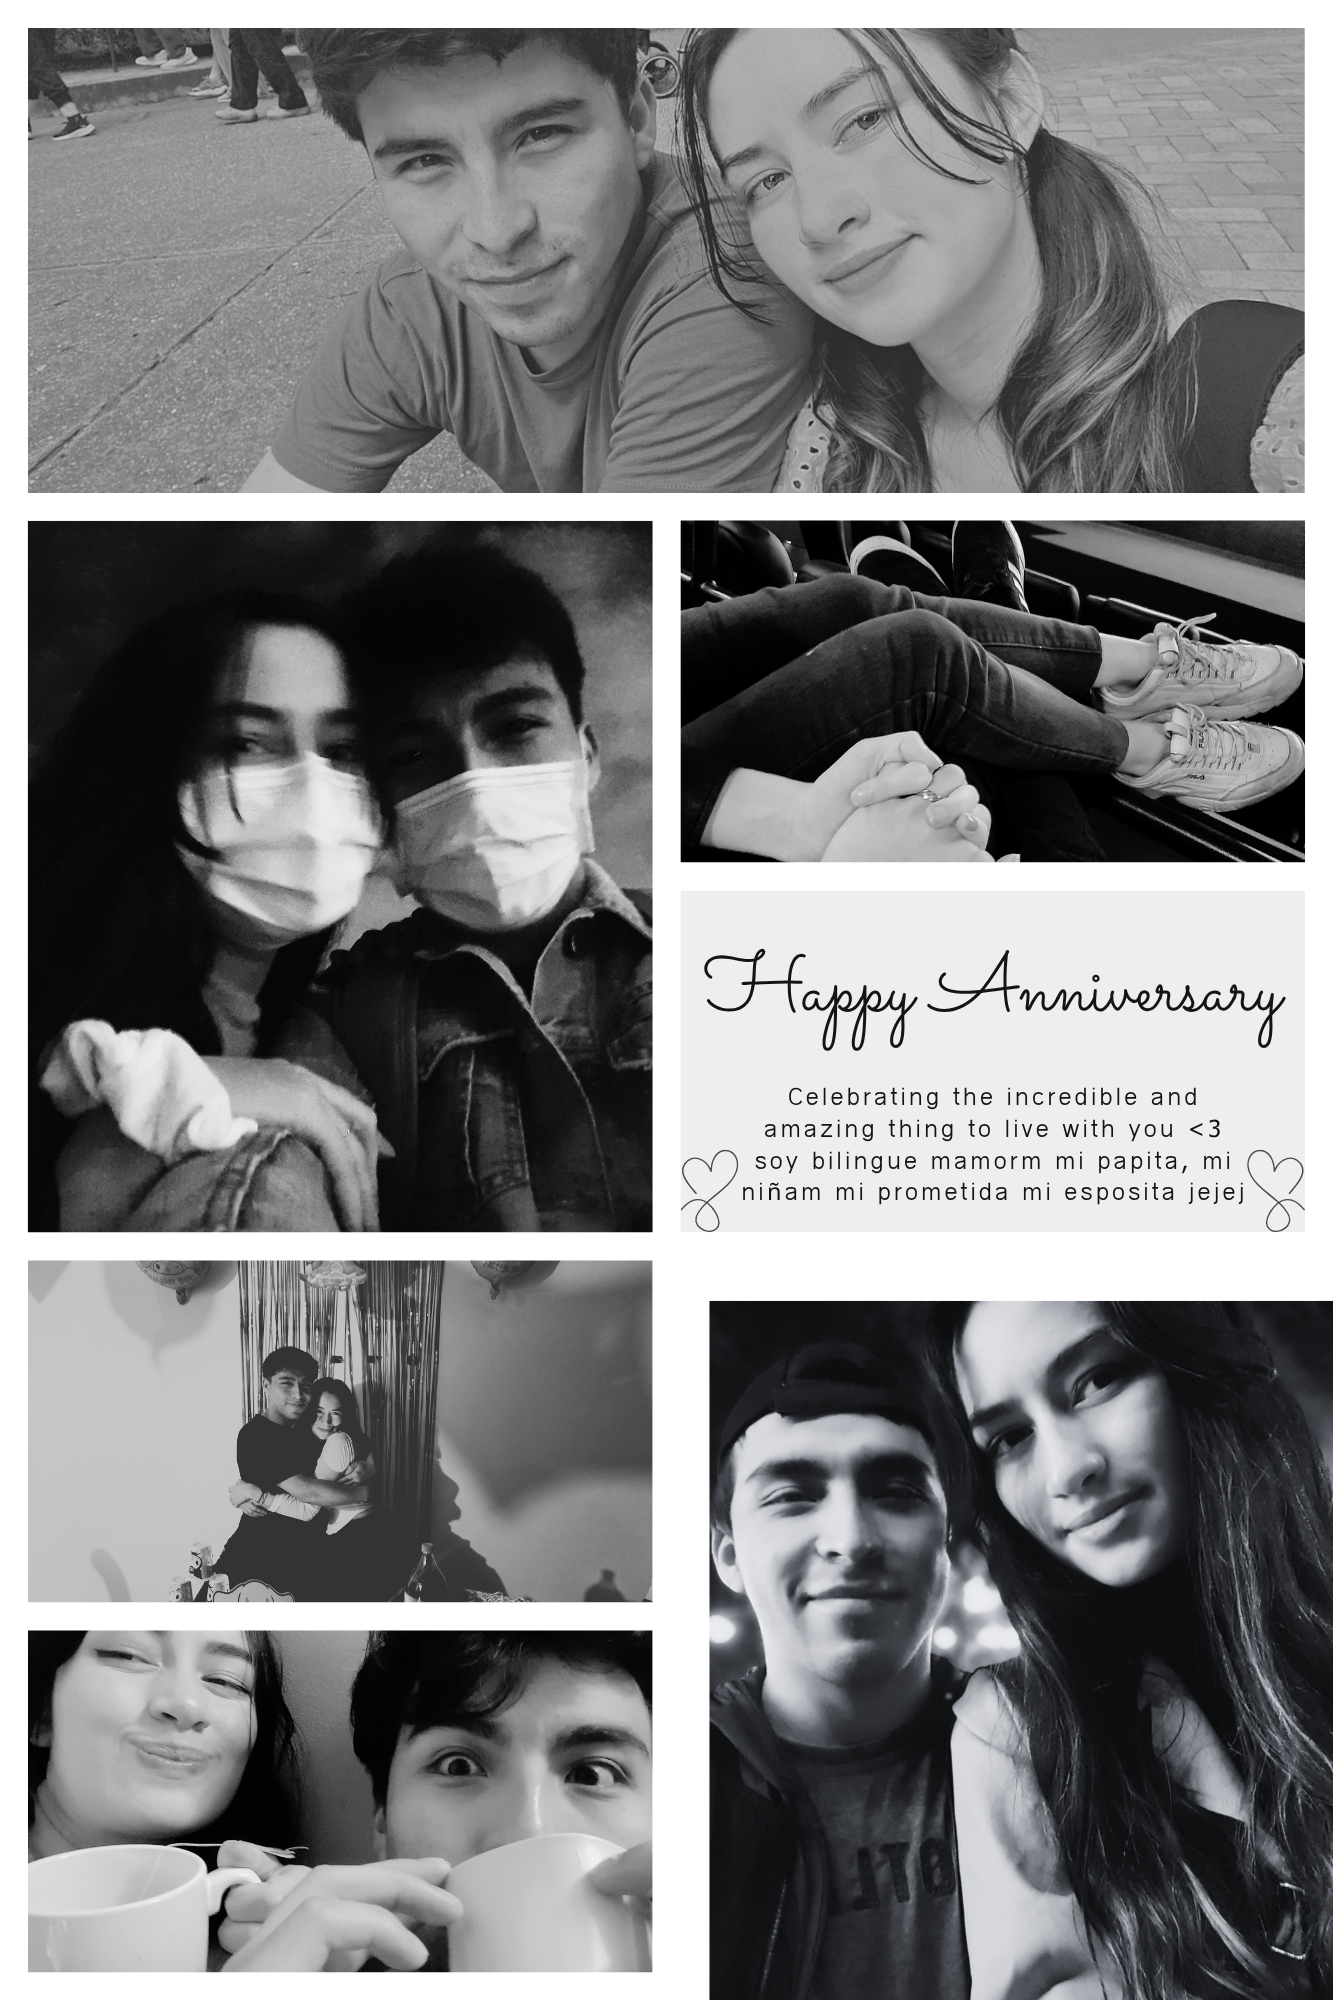 Happy Anniversary
Celebrating the incredible and
amazing thing to live with you <3
soy bilingue mamorm mi papita, mi
niñam mi prometida mi esposita jejej
FILA